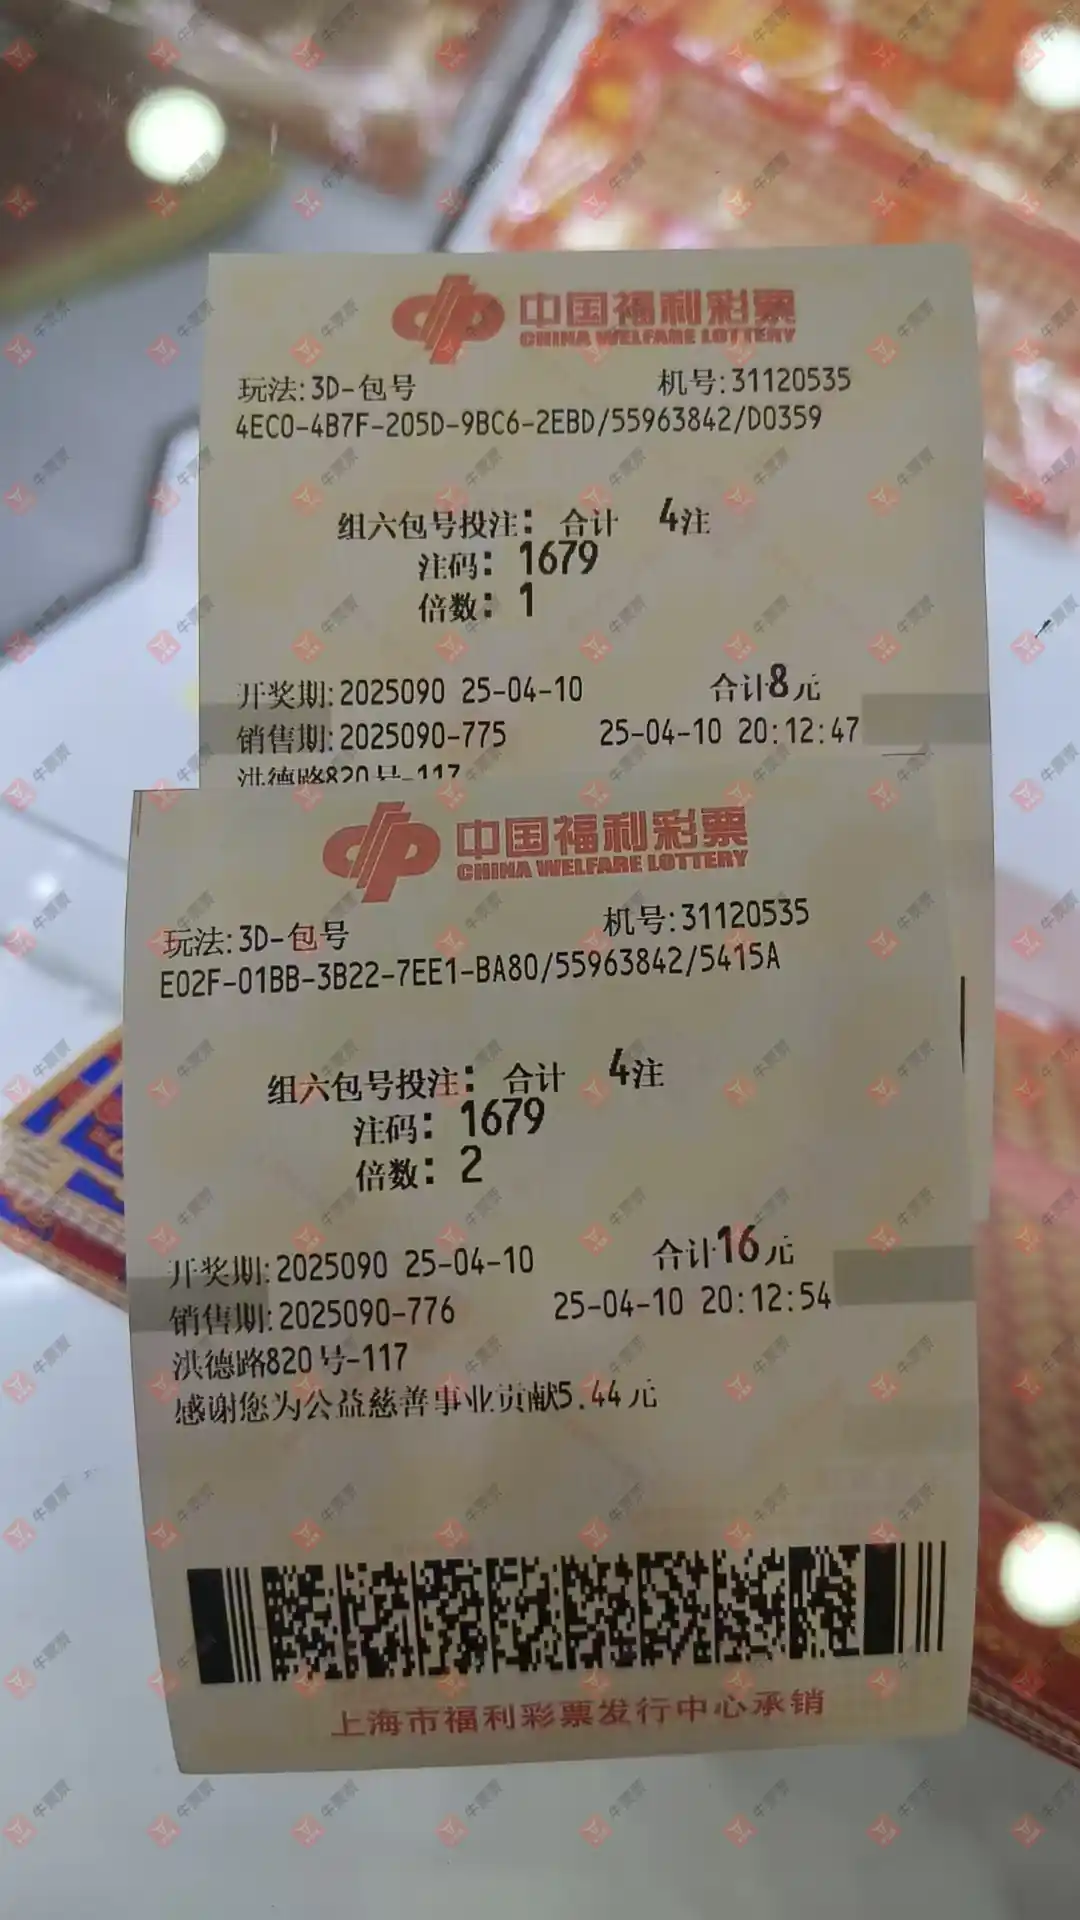 中国福利彩票
CHINA WELFARE LOTTERY
玩法:3D-包号 机号:31120535
4EC0-4B7F-205D-9BC6-2EBD/55963842/D0359
组六包号投注: 合计 4注
注码: 1679
倍数: 1
开奖期:2025090 25-04-10 合计8元
销售期:2025090-775 25-04-10 20:12:47
洪德路820号-117
中国福利彩票
CHINA WELFARE LOTTERY
玩法:3D-包号 机号:31120535
E02F-01BB-3B22-7EE1-BA80/55963842/5415A
组六包号投注: 合计 4注
注码: 1679
倍数: 2
开奖期:2025090 25-04-10 合计16元
销售期:2025090-776 25-04-10 20:12:54
洪德路820号-117
感谢您为公益慈善事业贡献5.44元
上海市福利彩票发行中心承销